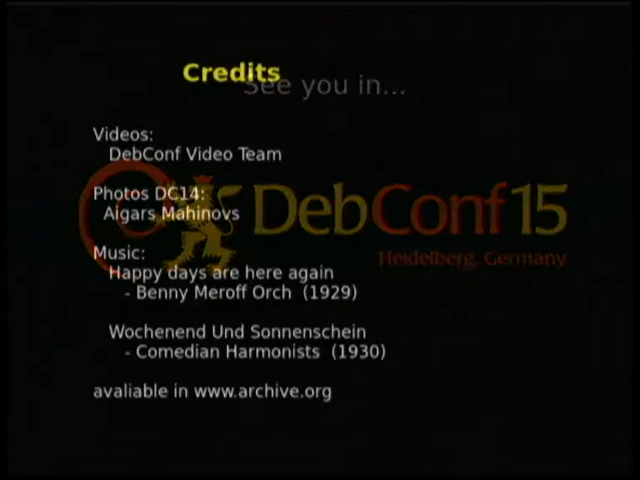 Credits
See you in...
Videos:
DebConf Video Team
Photos DC14:
Aigars Mahinovs
DebConf15
Heidelberg, Germany
Music:
Happy days are here again
- Benny Meroff Orch (1929)
Wochenend Und Sonnenschein
- Comedian Harmonists (1930)
avaliable in www.archive.org